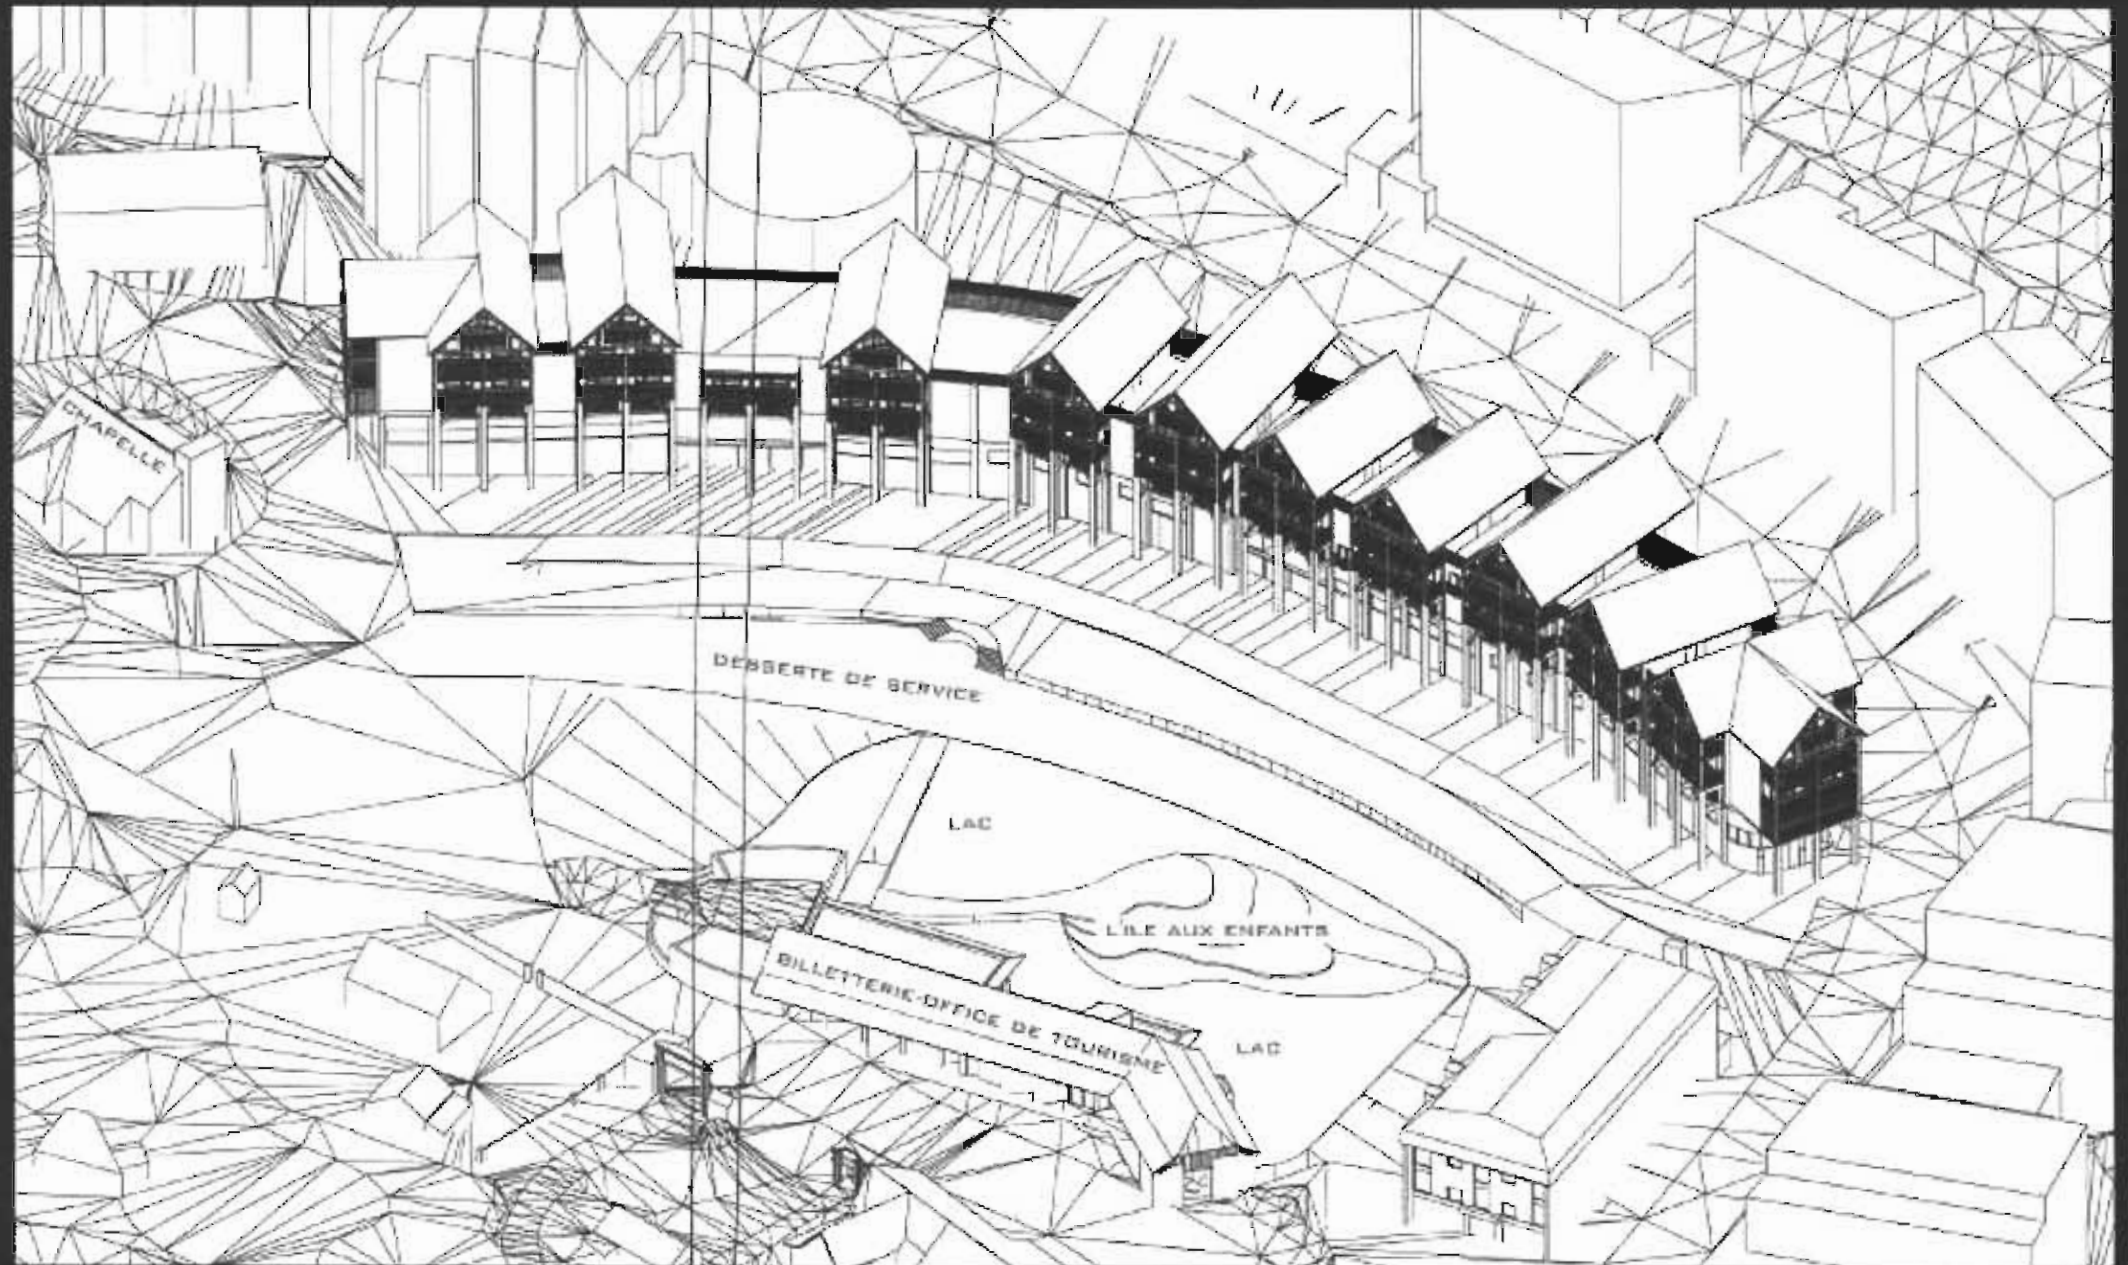 CHAPELLE
DESSERTE DE SERVICE
LAC
L'ILE AUX ENFANTS
BILLETTERIE-OFFICE DE TOURISME
LAC